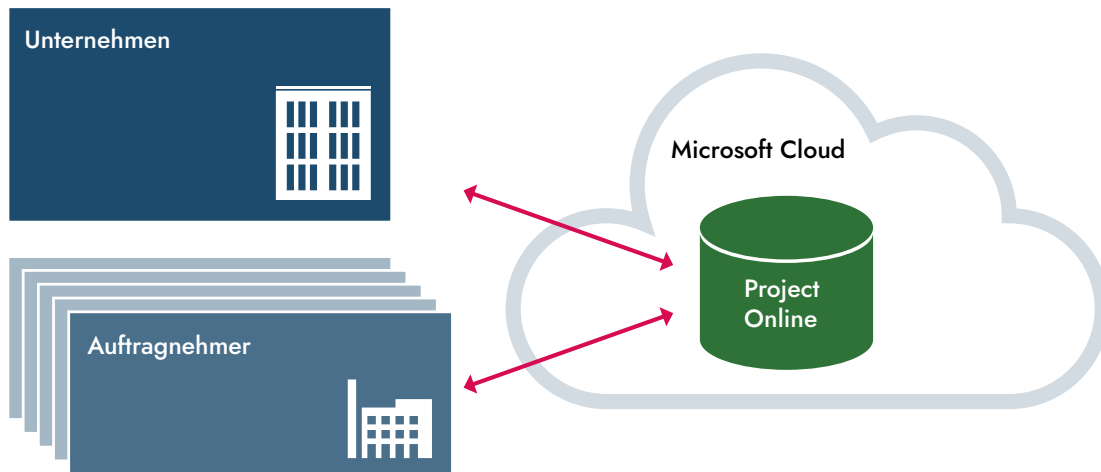 Unternehmen
Microsoft Cloud
Project
Online
Auftragnehmer